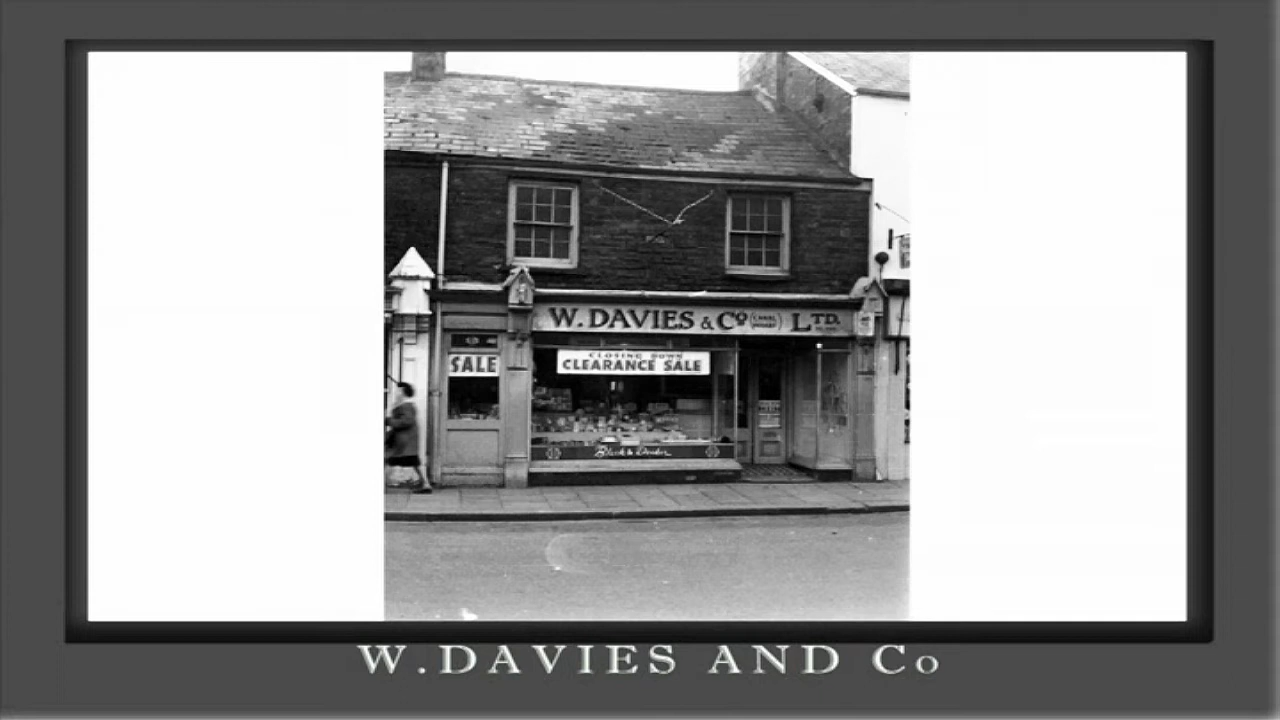 W. DAVIES & Co LTD.
CLOSING DOWN
CLEARANCE SALE
SALE
Black & Decker
W.DAVIES AND Co